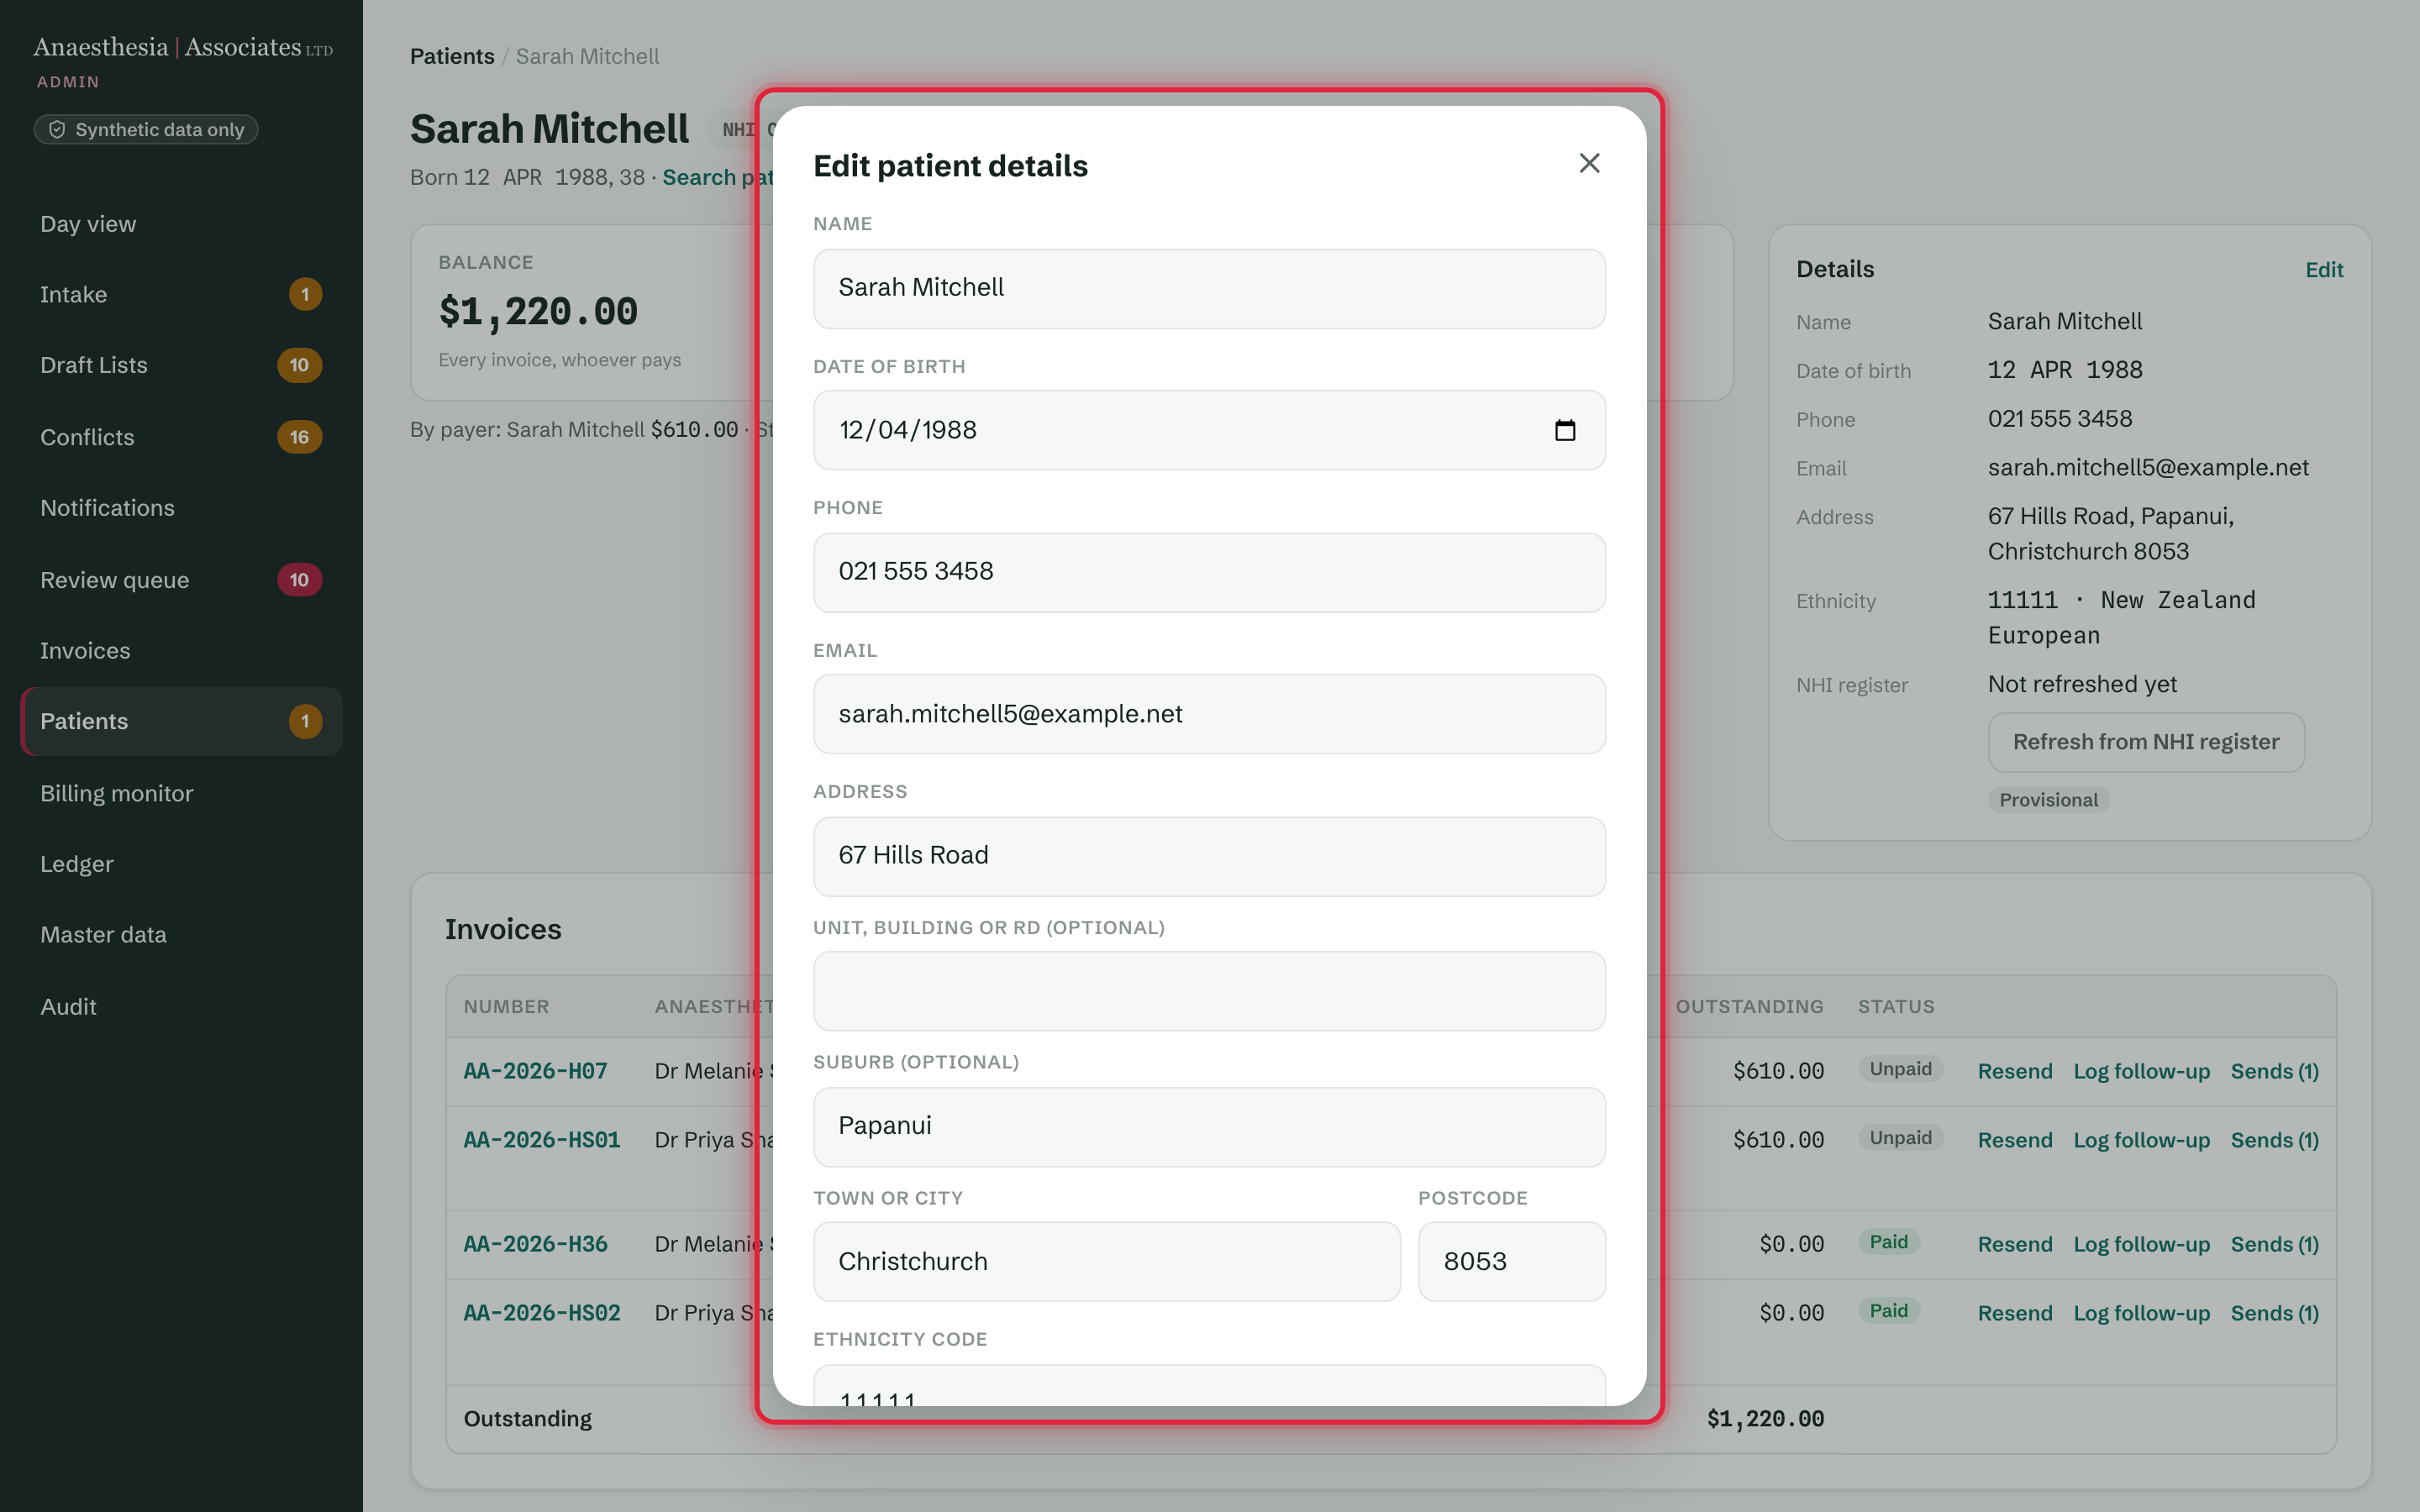 Anaesthesia | Associates LTD
ADMIN
Synthetic data only
Day view
Intake 1
Draft Lists 10
Conflicts 16
Notifications
Review queue 10
Invoices
Patients 1
Billing monitor
Ledger
Master data
Audit
Patients / Sarah Mitchell
Sarah Mitchell NHI
Born 12 APR 1988, 38 · Search
BALANCE
$1,220.00
Every invoice, whoever pays
By payer: Sarah Mitchell $610.00 ·
Edit patient details
NAME
Sarah Mitchell
DATE OF BIRTH
12/04/1988
PHONE
021 555 3458
EMAIL
sarah.mitchell5@example.net
ADDRESS
67 Hills Road
UNIT, BUILDING OR RD (OPTIONAL)
SUBURB (OPTIONAL)
Papanui
TOWN OR CITY POSTCODE
Christchurch 8053
ETHNICITY CODE
11111
Details Edit
Name Sarah Mitchell
Date of birth 12 APR 1988
Phone 021 555 3458
Email sarah.mitchell5@example.net
Address 67 Hills Road, Papanui,
Christchurch 8053
Ethnicity 11111 · New Zealand
European
NHI register Not refreshed yet
Refresh from NHI register
Provisional
Invoices
NUMBER OUTSTANDING STATUS
AA-2026-H07 Dr Melanie $610.00 Unpaid Resend Log follow-up Sends (1)
AA-2026-HS01 Dr Priya $610.00 Unpaid Resend Log follow-up Sends (1)
AA-2026-H36 Dr Melanie $0.00 Paid Resend Log follow-up Sends (1)
AA-2026-HS02 Dr Priya $0.00 Paid Resend Log follow-up Sends (1)
Outstanding $1,220.00